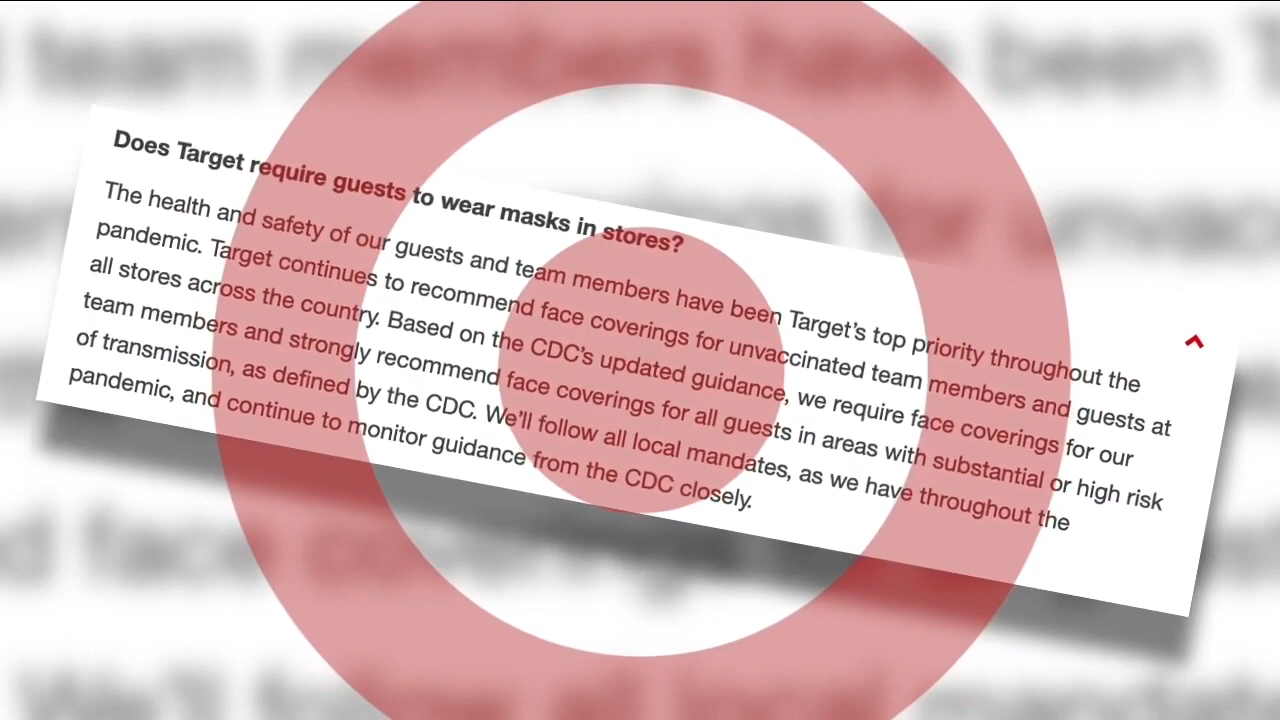 Does Target require guests to wear masks in stores?
The health and safety of our guests and team members have been Target's top priority throughout the
pandemic. Target continues to recommend face coverings for unvaccinated team members and guests at
all stores across the country. Based on the CDC's updated guidance, we require face coverings for our
team members and strongly recommend face coverings for all guests in areas with substantial or high risk
of transmission, as defined by the CDC. We'll follow all local mandates, as we have throughout the
pandemic, and continue to monitor guidance from the CDC closely.